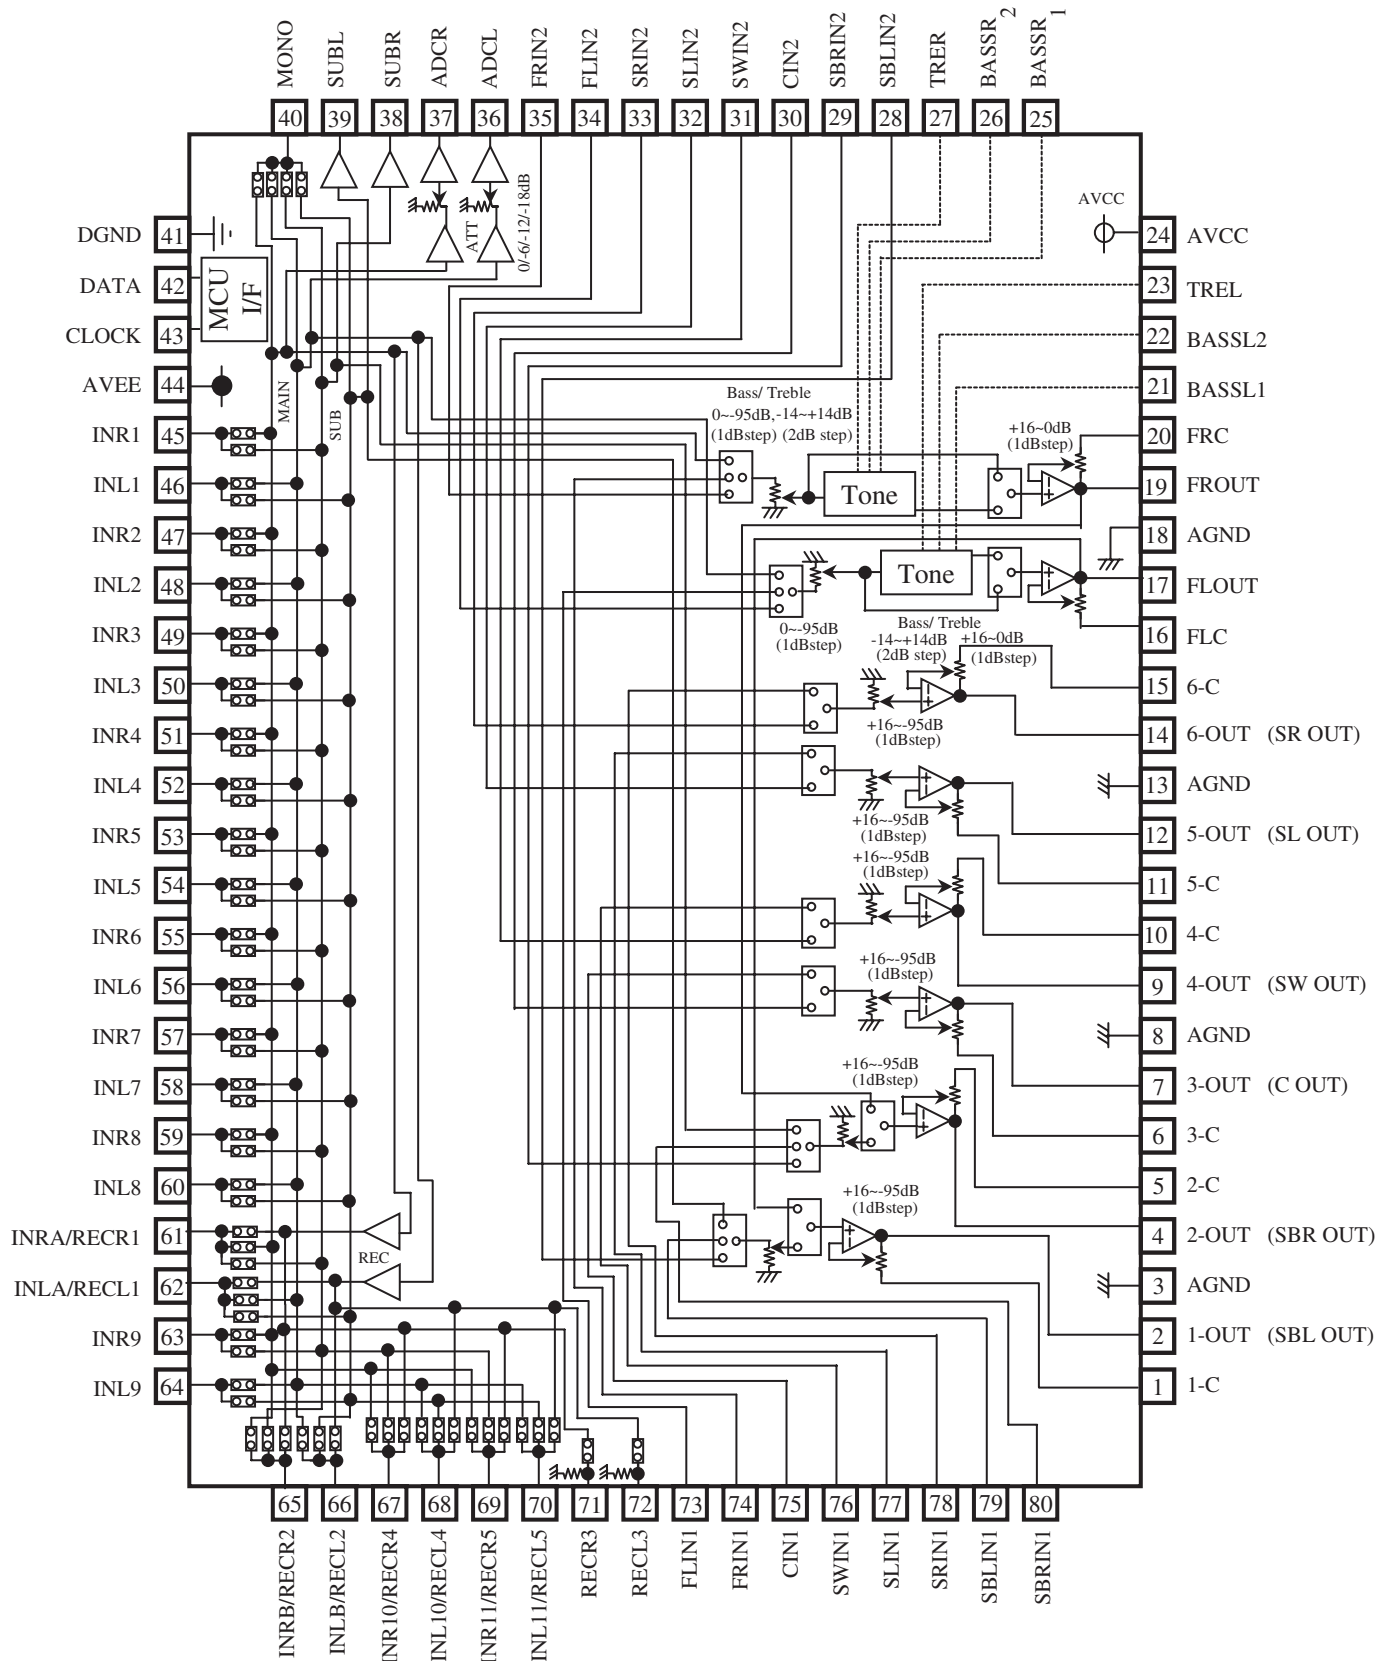 MONO
SUBL
SUBR
ADCR
ADCL
FRIN2
FLIN2
SRIN2
SLIN2
SWIN2
CIN2
SBRIN2
SBLIN2
TRER
BASSR2
BASSR1
40
39
38
37
36
35
34
33
32
31
30
29
28
27
26
25
ATT
0/-6/-12/-18dB
DGND 41
DATA 42
CLOCK 43
MCU I/F
AVEE 44
INR1 45
INL1 46
INR2 47
INL2 48
INR3 49
INL3 50
INR4 51
INL4 52
INR5 53
INL5 54
INR6 55
INL6 56
INR7 57
INL7 58
INR8 59
INL8 60
INRA/RECR1 61
INLA/RECL1 62
INR9 63
INL9 64
MAIN
SUB
REC
Bass/ Treble
0~-95dB,-14~+14dB
(1dBstep) (2dB step)
Tone
+16~0dB
(1dBstep)
Tone
0~-95dB
(1dBstep)
Bass/ Treble
-14~+14dB
(2dB step)
+16~0dB
(1dBstep)
+16~-95dB
(1dBstep)
+16~-95dB
(1dBstep)
+16~-95dB
(1dBstep)
+16~-95dB
(1dBstep)
+16~-95dB
(1dBstep)
+16~-95dB
(1dBstep)
AVCC
24 AVCC
23 TREL
22 BASSL2
21 BASSL1
20 FRC
19 FROUT
18 AGND
17 FLOUT
16 FLC
15 6-C
14 6-OUT (SR OUT)
13 AGND
12 5-OUT (SL OUT)
11 5-C
10 4-C
9 4-OUT (SW OUT)
8 AGND
7 3-OUT (C OUT)
6 3-C
5 2-C
4 2-OUT (SBR OUT)
3 AGND
2 1-OUT (SBL OUT)
1 1-C
65
66
67
68
69
70
71
72
73
74
75
76
77
78
79
80
INRB/RECR2
INLB/RECL2
INR10/RECR4
INL10/RECL4
INR11/RECR5
INL11/RECL5
RECR3
RECL3
FLIN1
FRIN1
CIN1
SWIN1
SLIN1
SRIN1
SBLIN1
SBRIN1